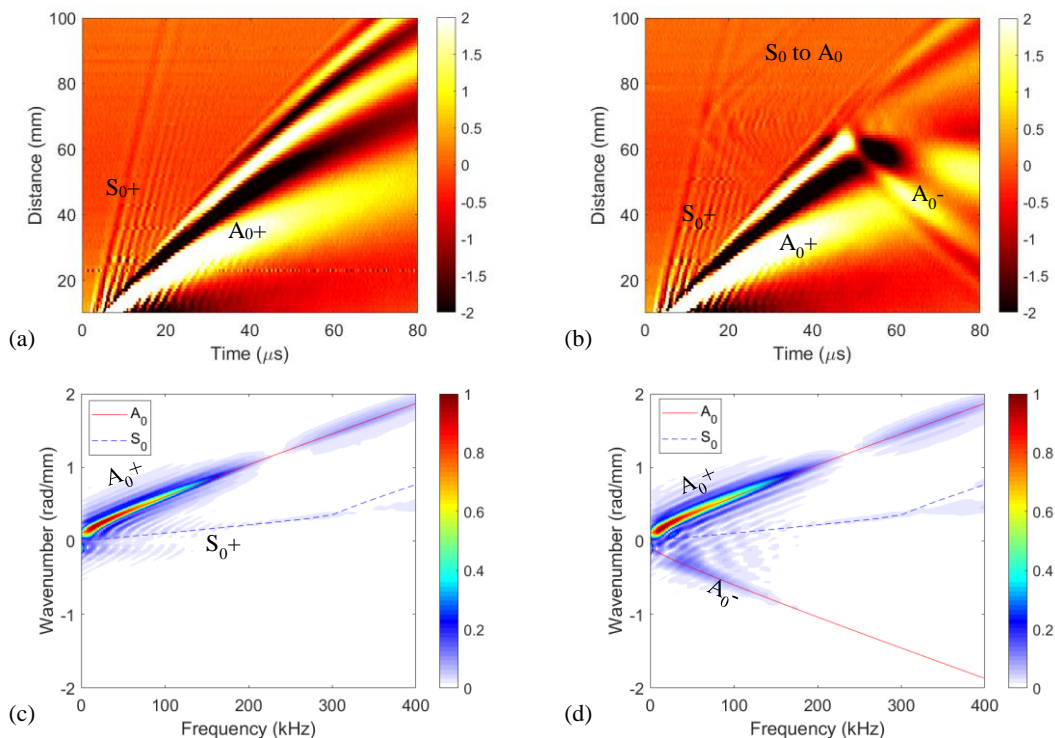 100
80
60
40
20
Distance (mm)
0 20 40 60 80
Time (μs)
S₀+
A₀+
2
1.5
1
0.5
0
-0.5
-1
-1.5
-2
(a)
100
80
60
40
20
Distance (mm)
0 20 40 60 80
Time (μs)
S₀ to A₀
S₀+
A₀+
A₀-
2
1.5
1
0.5
0
-0.5
-1
-1.5
-2
(b)
2
1
0
-1
-2
Wavenumber (rad/mm)
0 100 200 300 400
Frequency (kHz)
A₀
S₀
A₀+
S₀+
1
0.8
0.6
0.4
0.2
0
(c)
2
1
0
-1
-2
Wavenumber (rad/mm)
0 100 200 300 400
Frequency (kHz)
A₀
S₀
A₀+
S₀+
A₀-
1
0.8
0.6
0.4
0.2
0
(d)